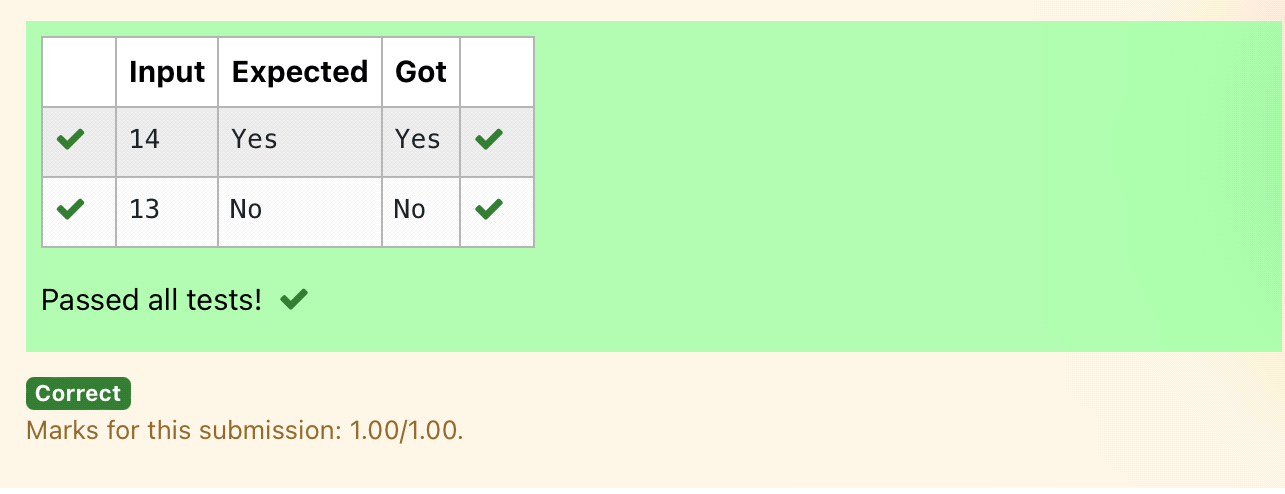 Input Expected Got
14 Yes Yes
13 No No
Passed all tests!
Correct
Marks for this submission: 1.00/1.00.